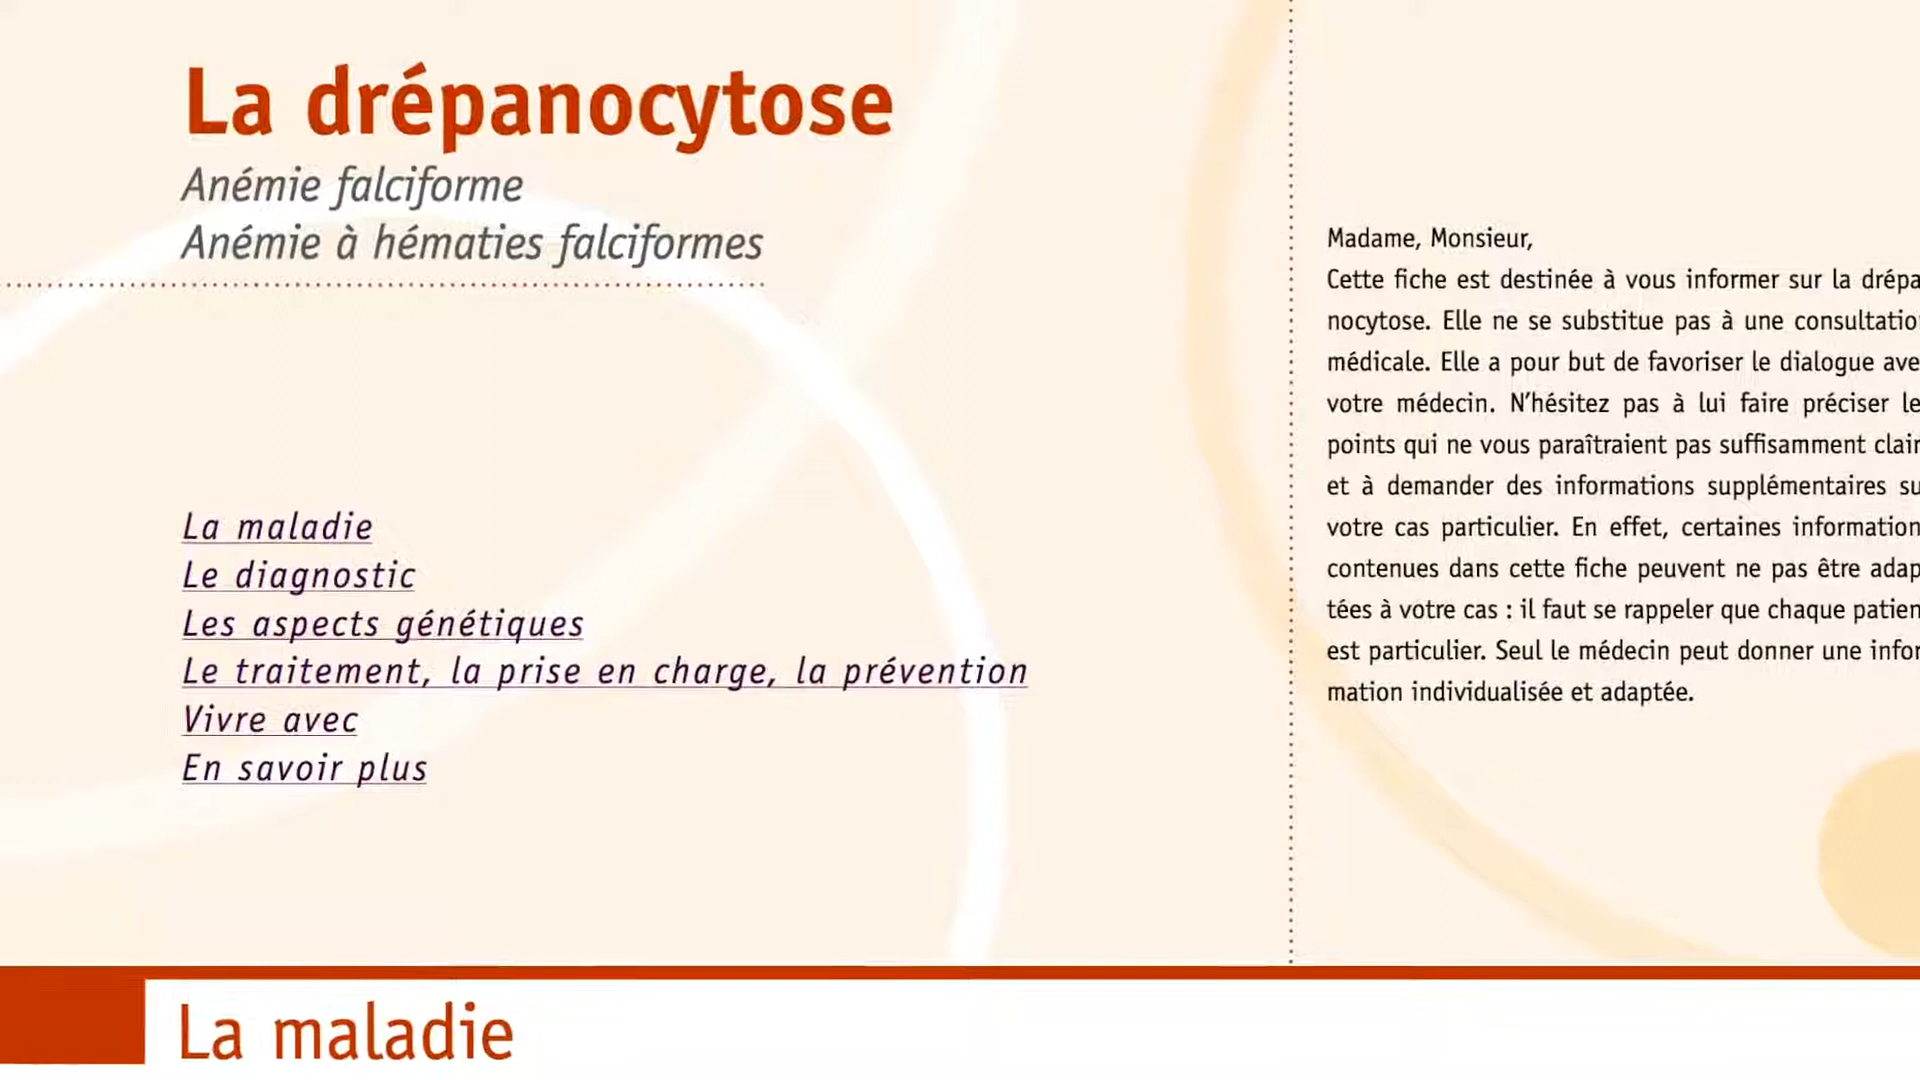 La drépanocytose
Anémie falciforme
Anémie à hématies falciformes
La maladie
Le diagnostic
Les aspects génétiques
Le traitement, la prise en charge, la prévention
Vivre avec
En savoir plus
Madame, Monsieur,
Cette fiche est destinée à vous informer sur la drépa
nocytose. Elle ne se substitue pas à une consultatio
médicale. Elle a pour but de favoriser le dialogue ave
votre médecin. N'hésitez pas à lui faire préciser le
points qui ne vous paraîtraient pas suffisamment clair
et à demander des informations supplémentaires su
votre cas particulier. En effet, certaines information
contenues dans cette fiche peuvent ne pas être adap
tées à votre cas : il faut se rappeler que chaque patien
est particulier. Seul le médecin peut donner une infor
mation individualisée et adaptée.
La maladie